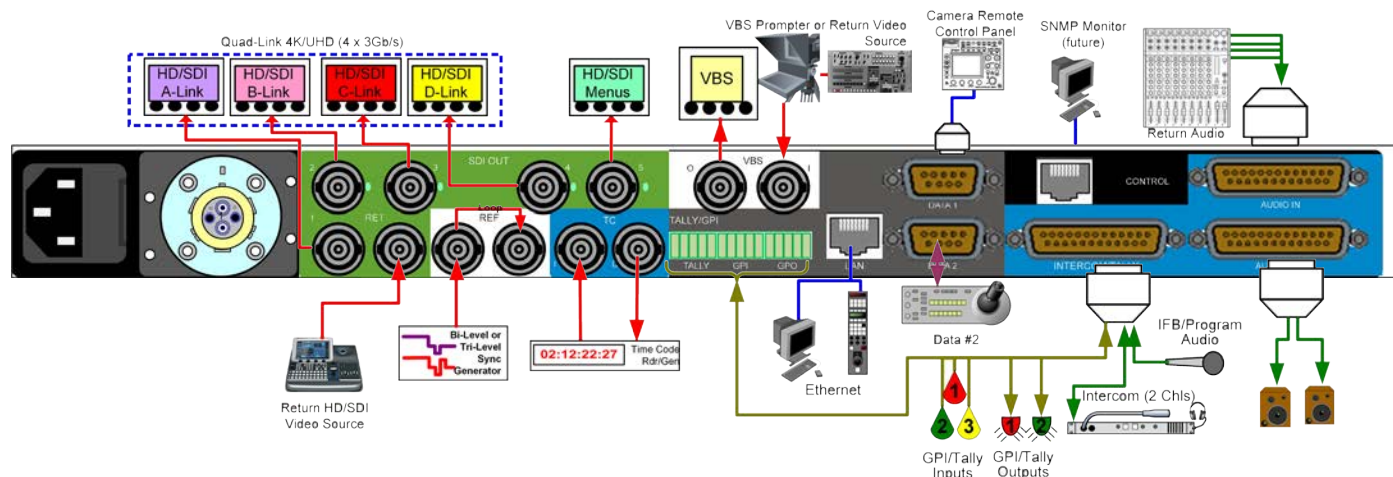 Quad-Link 4K/UHD (4 x 3Gb/s)
HD/SDI
A-Link
HD/SDI
B-Link
HD/SDI
C-Link
HD/SDI
D-Link
HD/SDI
Menus
VBS
VBS Prompter or Return Video
Source
Camera Remote
Control Panel
SNMP Monitor
(future)
Return Audio
2
SDI OUT
3
4
5
VBS
O
I
DATA 1
CONTROL
AUDIO IN
1
RET
Loop
REF
TC
TALLY/GPI
TALLY
GPI
GPO
LAN
DATA 2
INTERCOM
Bi-Level or
Tri-Level
Sync
Generator
02:12:22:27
Time Code
Rdr/Gen
Return HD/SDI
Video Source
Ethernet
Data #2
1
2
3
GPI/Tally
Inputs
1
2
GPI/Tally
Outputs
IFB/Program
Audio
Intercom (2 Chls)